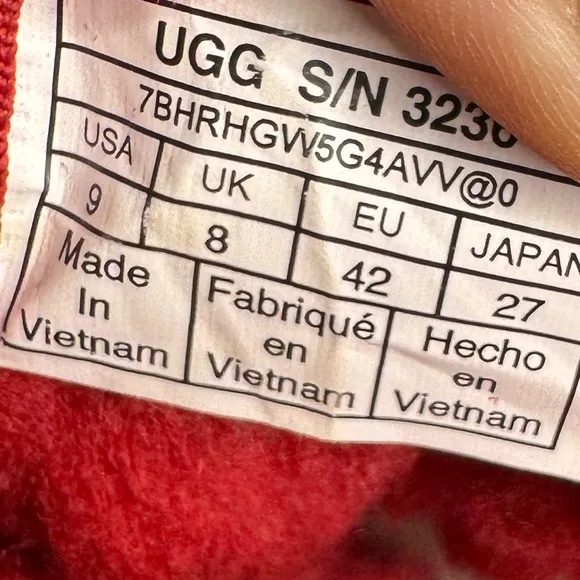 UGG S/N 323
7BHRHGW5G4AVV@0
USA UK EU JAPAN
9 8 42 27
Made In Vietnam
Fabriqué en Vietnam
Hecho en Vietnam